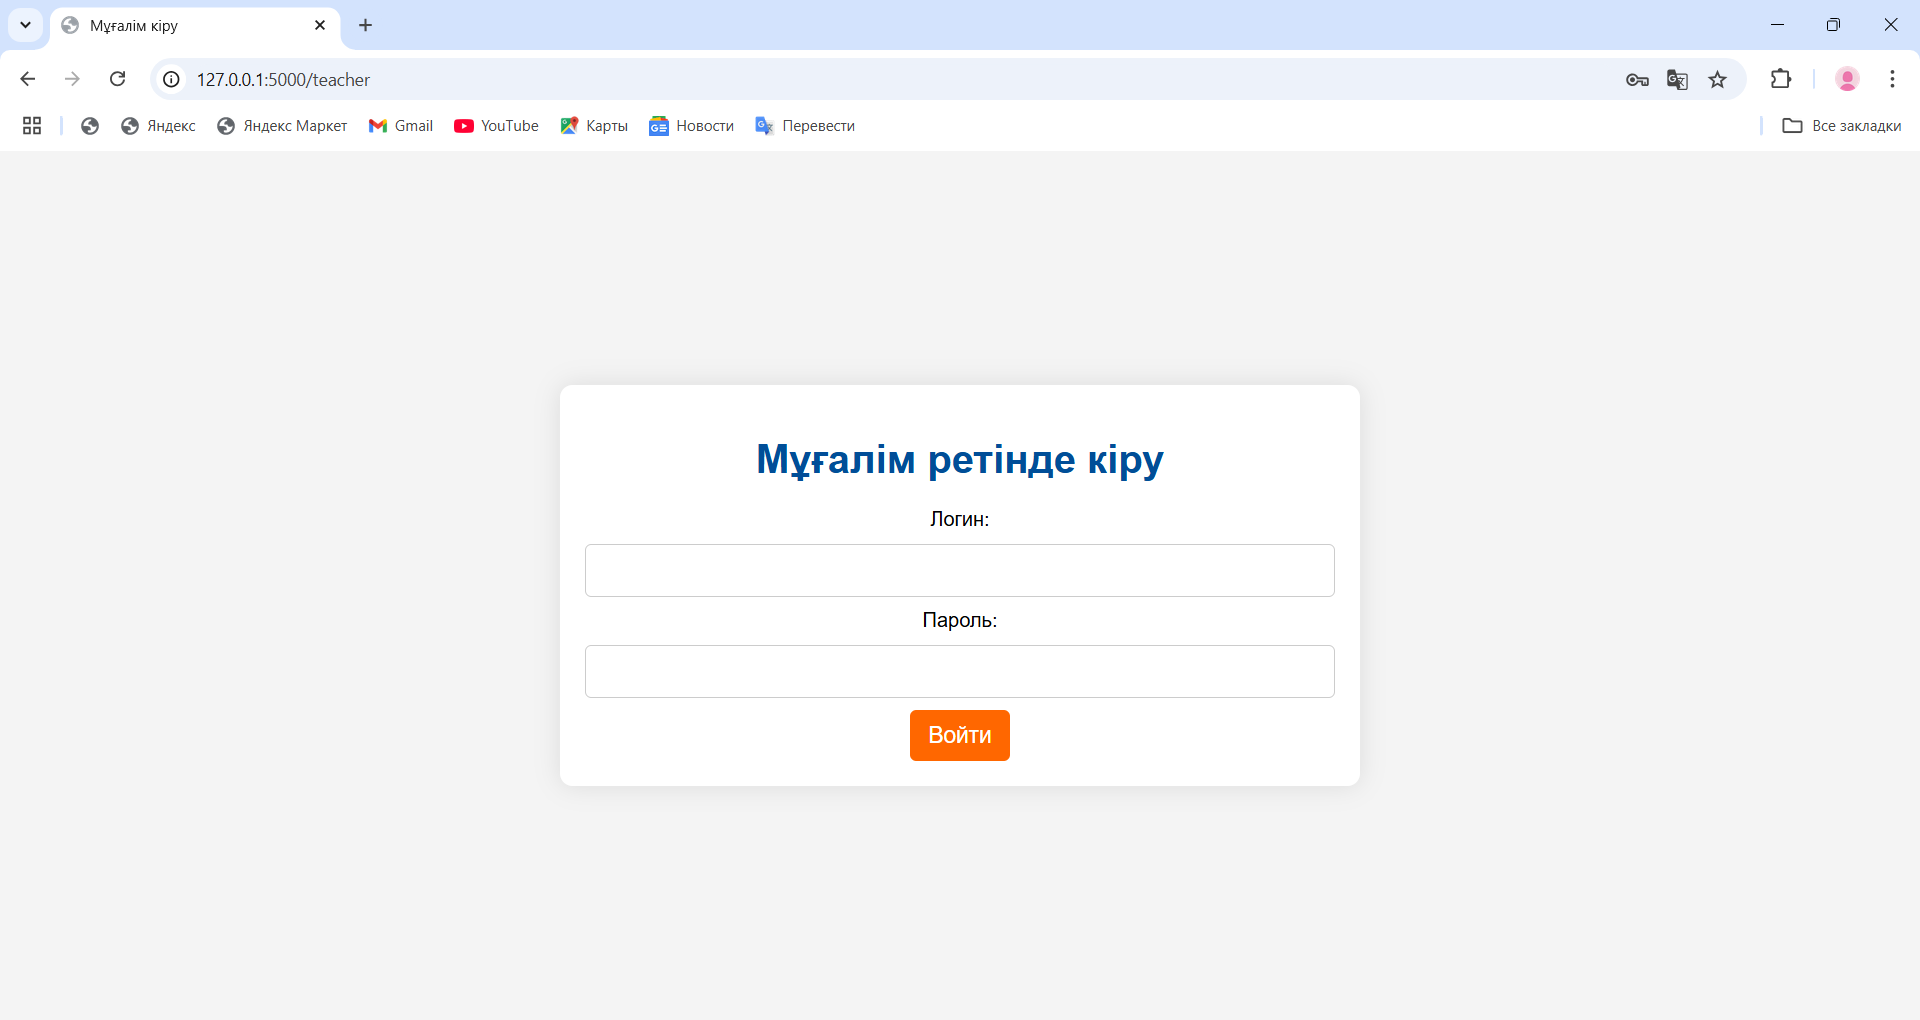 Мұғалім кіру
127.0.0.1:5000/teacher
Яндекс
Яндекс Маркет
Gmail
YouTube
Карты
Новости
Перевести
Все закладки
Мұғалім ретінде кіру
Логин:
Пароль:
Войти